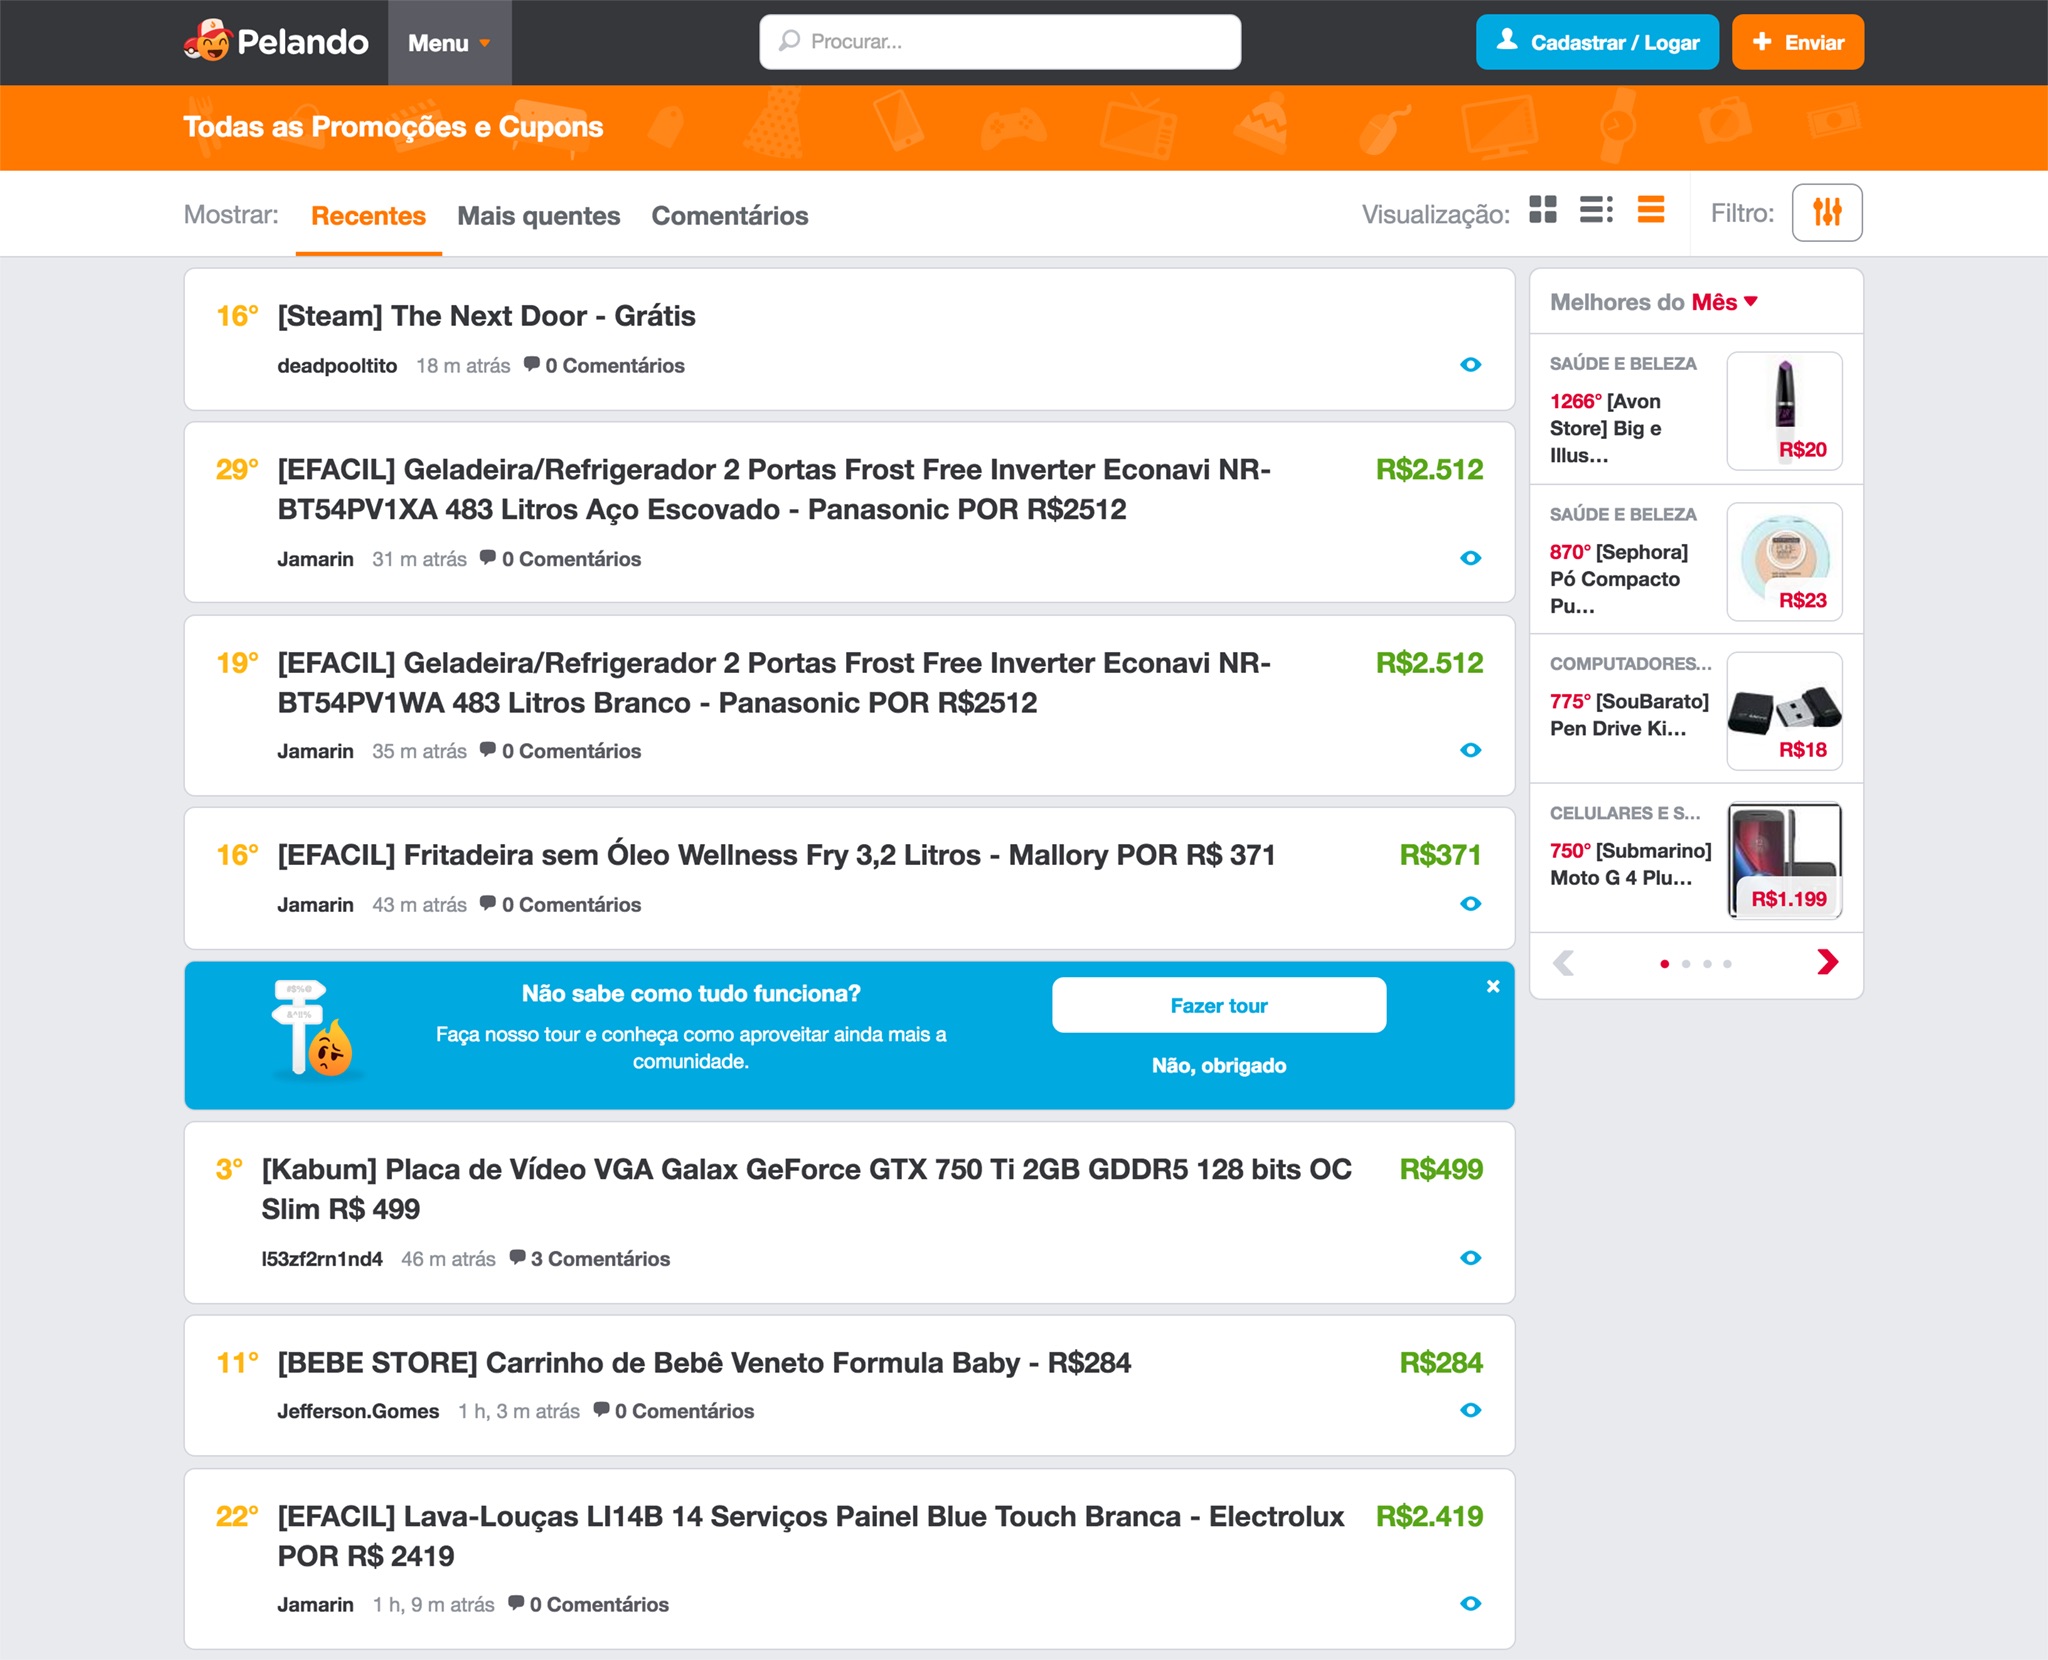 Pelando
Menu
Procurar...
Cadastrar / Logar
+ Enviar
Todas as Promoções e Cupons
Mostrar:
Recentes
Mais quentes
Comentários
Visualização:
Filtro:
16° [Steam] The Next Door - Grátis
deadpooltito 18 m atrás 0 Comentários
29° [EFACIL] Geladeira/Refrigerador 2 Portas Frost Free Inverter Econavi NR-
BT54PV1XA 483 Litros Aço Escovado - Panasonic POR R$2512
R$2.512
Jamarin 31 m atrás 0 Comentários
19° [EFACIL] Geladeira/Refrigerador 2 Portas Frost Free Inverter Econavi NR-
BT54PV1WA 483 Litros Branco - Panasonic POR R$2512
R$2.512
Jamarin 35 m atrás 0 Comentários
16° [EFACIL] Fritadeira sem Óleo Wellness Fry 3,2 Litros - Mallory POR R$ 371
R$371
Jamarin 43 m atrás 0 Comentários
#$%@
&^!!%
Não sabe como tudo funciona?
Faça nosso tour e conheça como aproveitar ainda mais a
comunidade.
Fazer tour
Não, obrigado
3° [Kabum] Placa de Vídeo VGA Galax GeForce GTX 750 Ti 2GB GDDR5 128 bits OC
Slim R$ 499
R$499
l53zf2rn1nd4 46 m atrás 3 Comentários
11° [BEBE STORE] Carrinho de Bebê Veneto Formula Baby - R$284
R$284
Jefferson.Gomes 1 h, 3 m atrás 0 Comentários
22° [EFACIL] Lava-Louças LI14B 14 Serviços Painel Blue Touch Branca - Electrolux
POR R$ 2419
R$2.419
Jamarin 1 h, 9 m atrás 0 Comentários
Melhores do Mês
SAÚDE E BELEZA
1266° [Avon
Store] Big e
Illus...
R$20
SAÚDE E BELEZA
870° [Sephora]
Pó Compacto
Pu...
R$23
COMPUTADORES...
775° [SouBarato]
Pen Drive Ki...
R$18
CELULARES E S...
750° [Submarino]
Moto G 4 Plu...
R$1.199